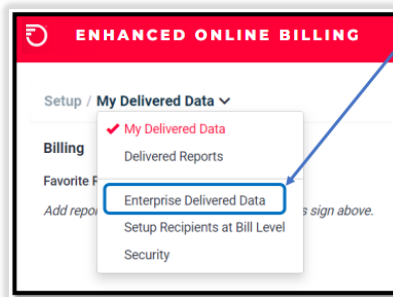 ENHANCED ONLINE BILLING
Setup / My Delivered Data
My Delivered Data
Billing
Delivered Reports
Favorite
Enterprise Delivered Data
Add repo s sign above.
Setup Recipients at Bill Level
Security